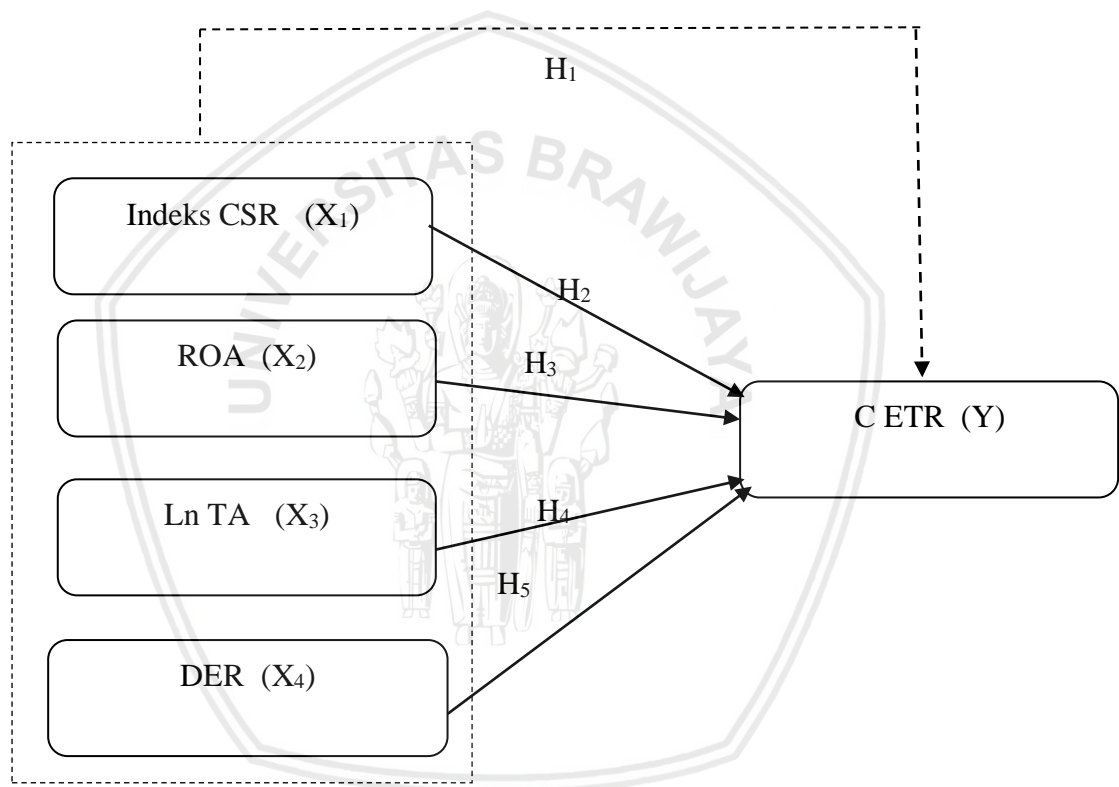 H₁
UNIVERSITAS BRAWIJAYA
Indeks CSR (X₁)
H₂
ROA (X₂)
H₃
C ETR (Y)
Ln TA (X₃)
H₄
H₅
DER (X₄)